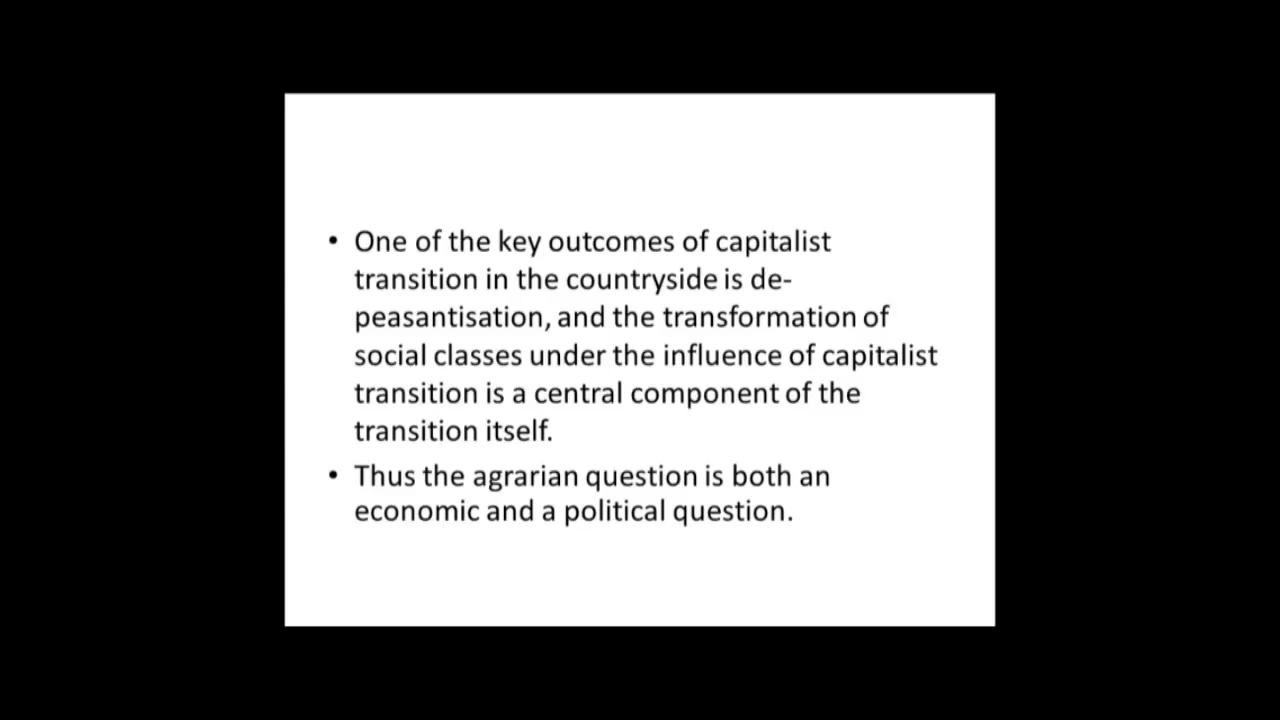 • One of the key outcomes of capitalist
transition in the countryside is de-
peasantisation, and the transformation of
social classes under the influence of capitalist
transition is a central component of the
transition itself.
• Thus the agrarian question is both an
economic and a political question.